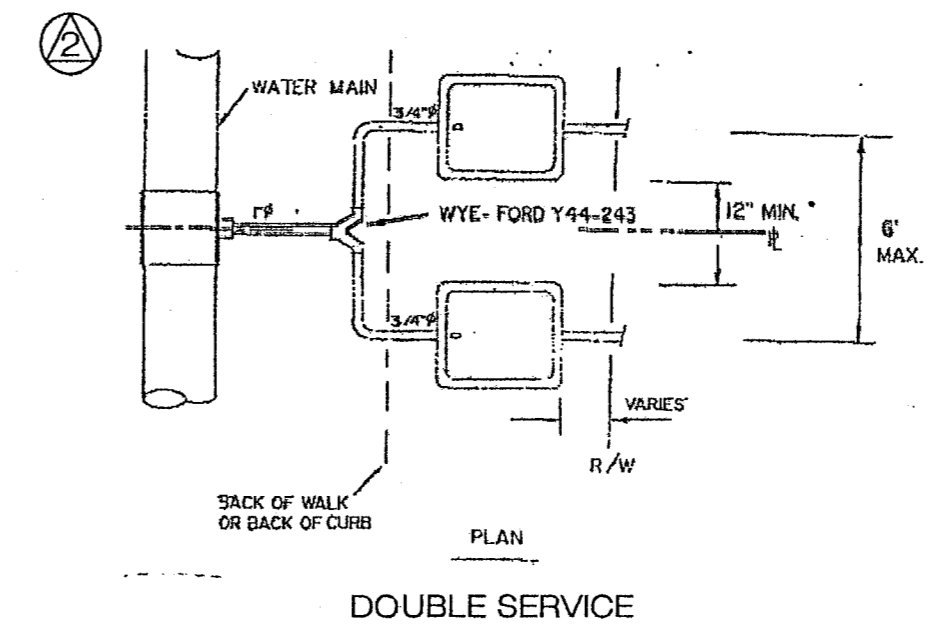 2
WATER MAIN
3/4"Ø
1"Ø
WYE- FORD Y44-243
12" MIN.
6'
MAX.
3/4"Ø
VARIES
R/W
BACK OF WALK
OR BACK OF CURB
PLAN
DOUBLE SERVICE